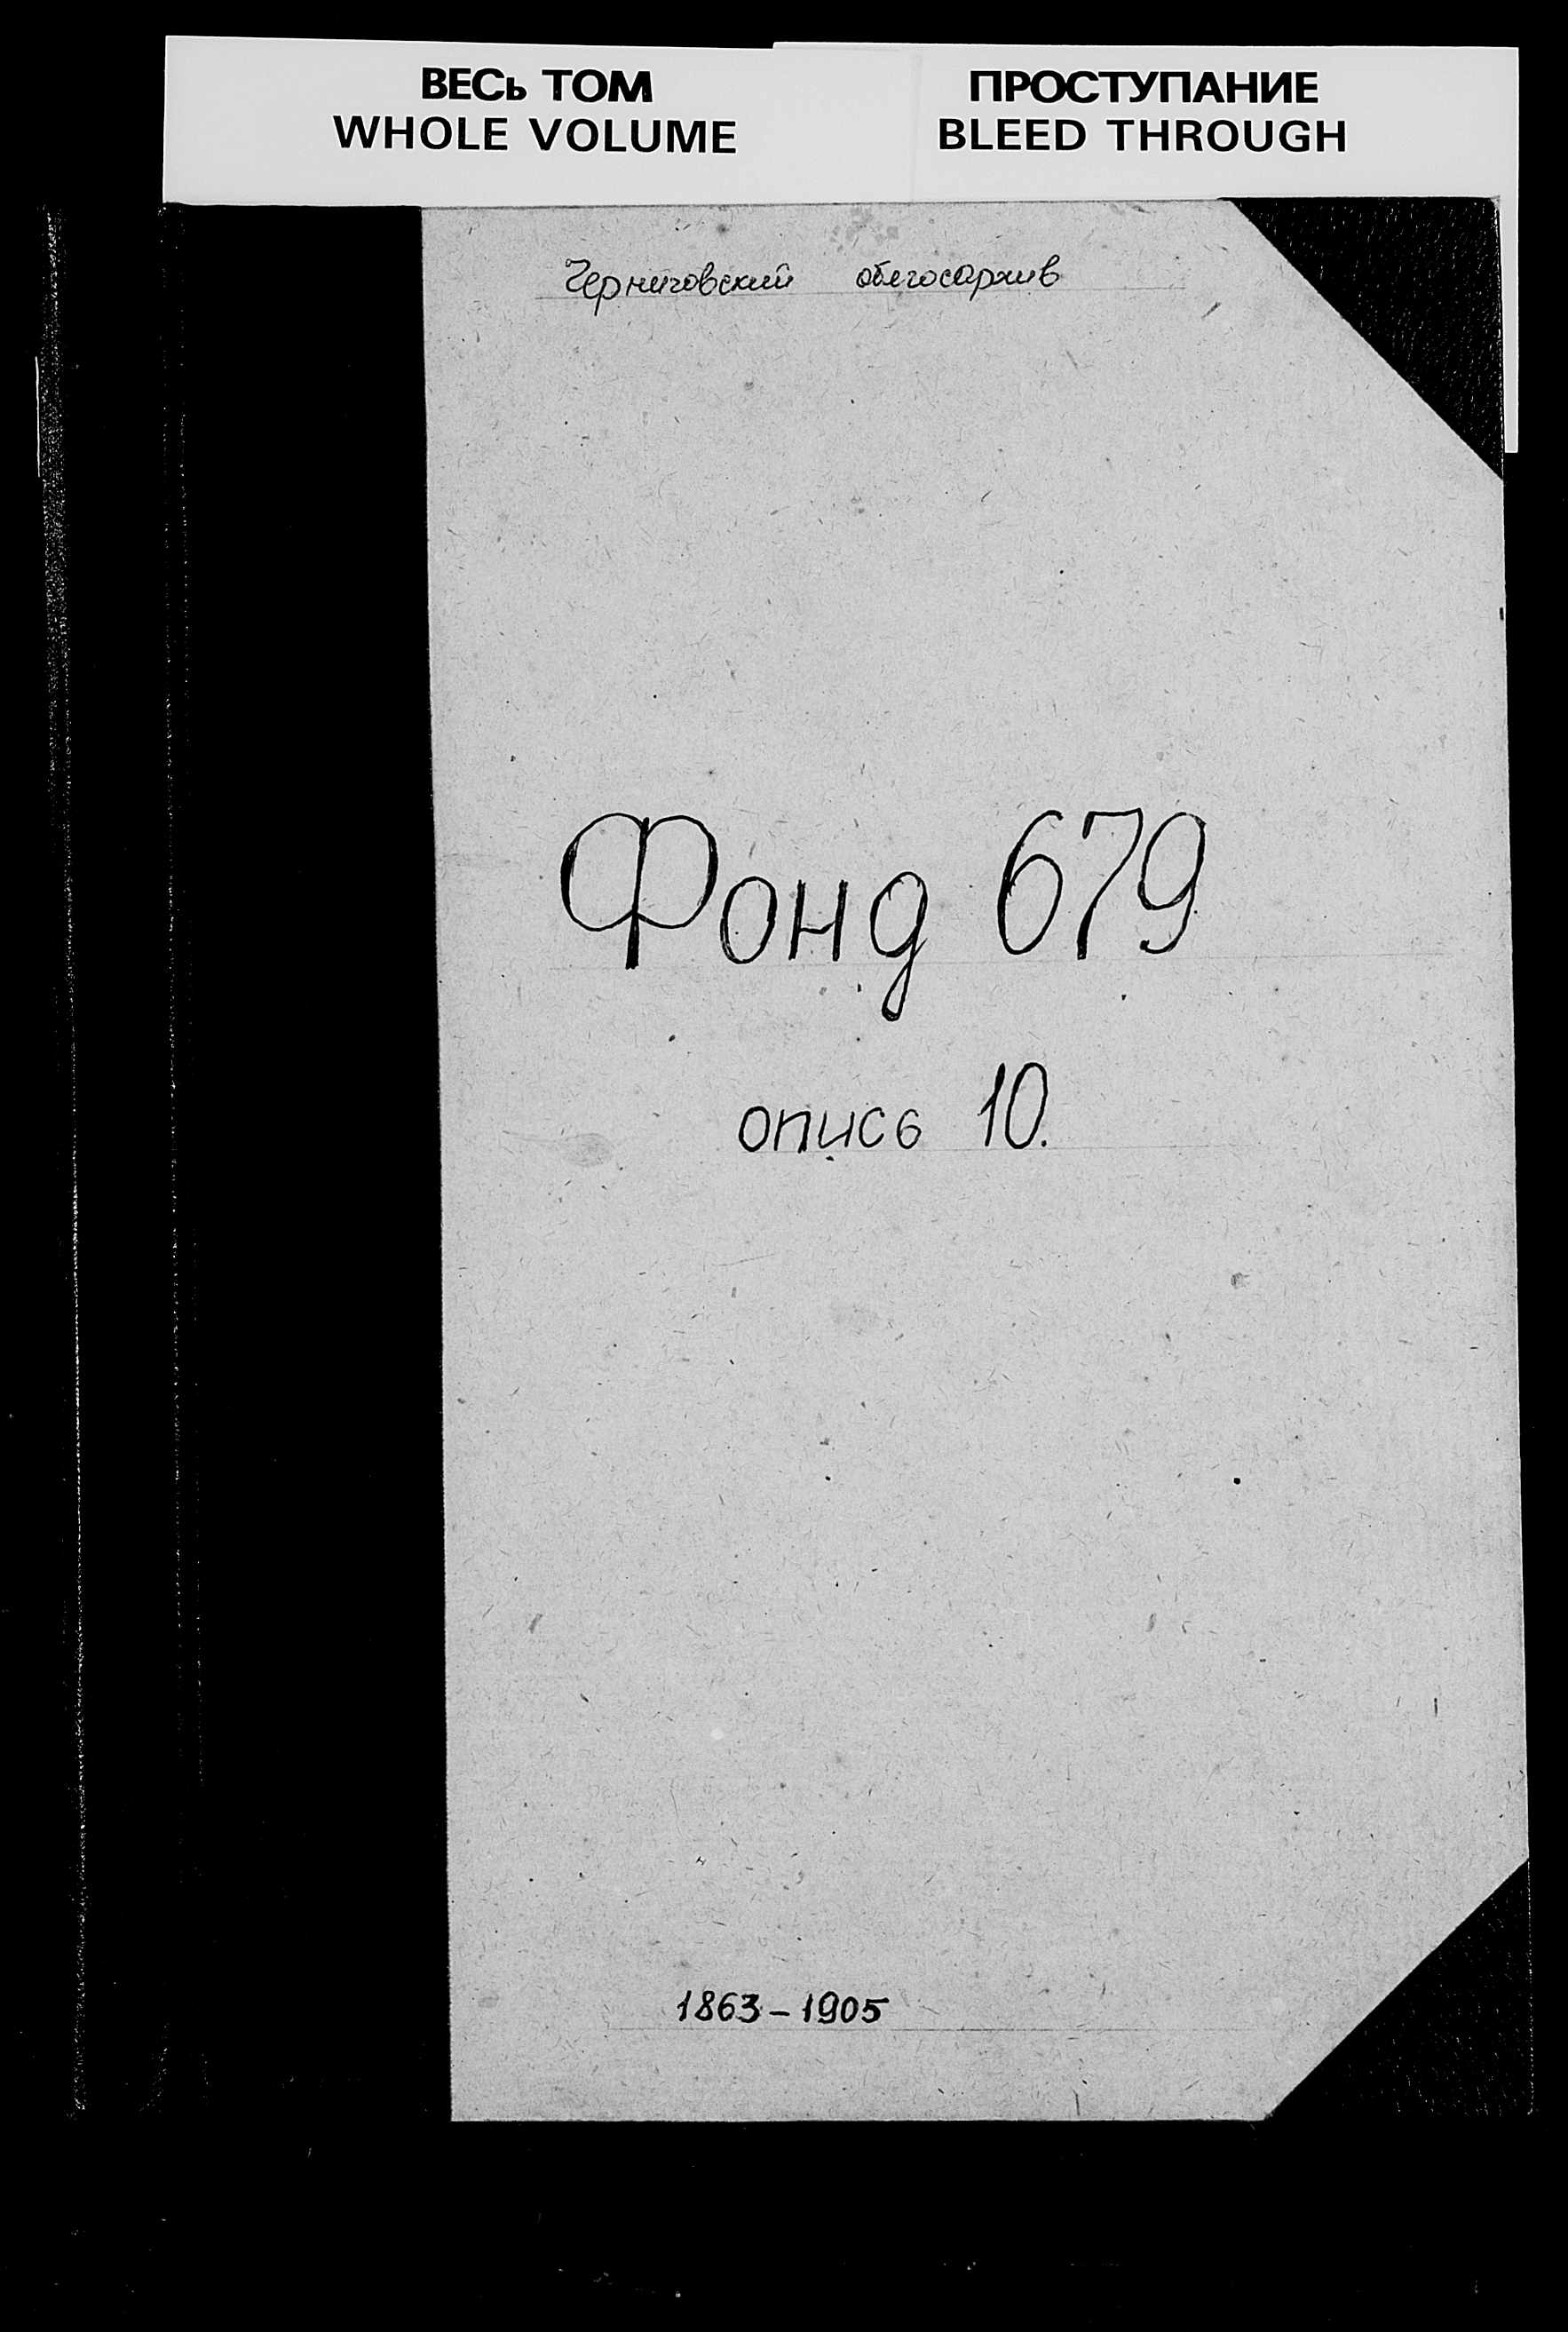 ВЕСЬ ТОМ
WHOLE VOLUME
ПРОСТУПАНИЕ
BLEED THROUGH
Черниговский облгосархив
Фонд 679
опись 10.
1863-1905